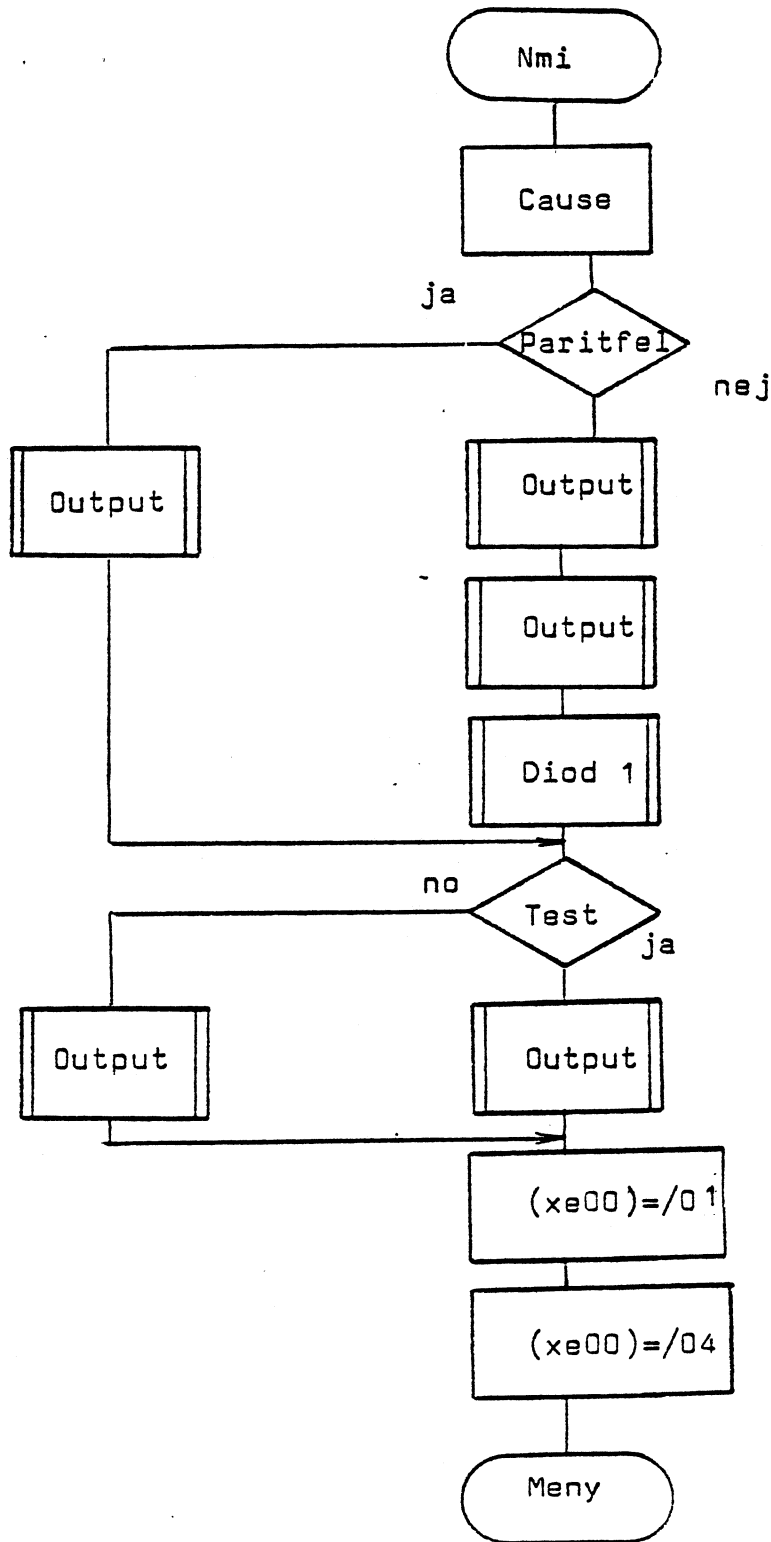 Nmi
Cause
ja
Paritfel
nej
Output
Output
Output
Diod 1
no
Test
ja
Output
Output
(xe00)=/01
(xe00)=/04
Meny